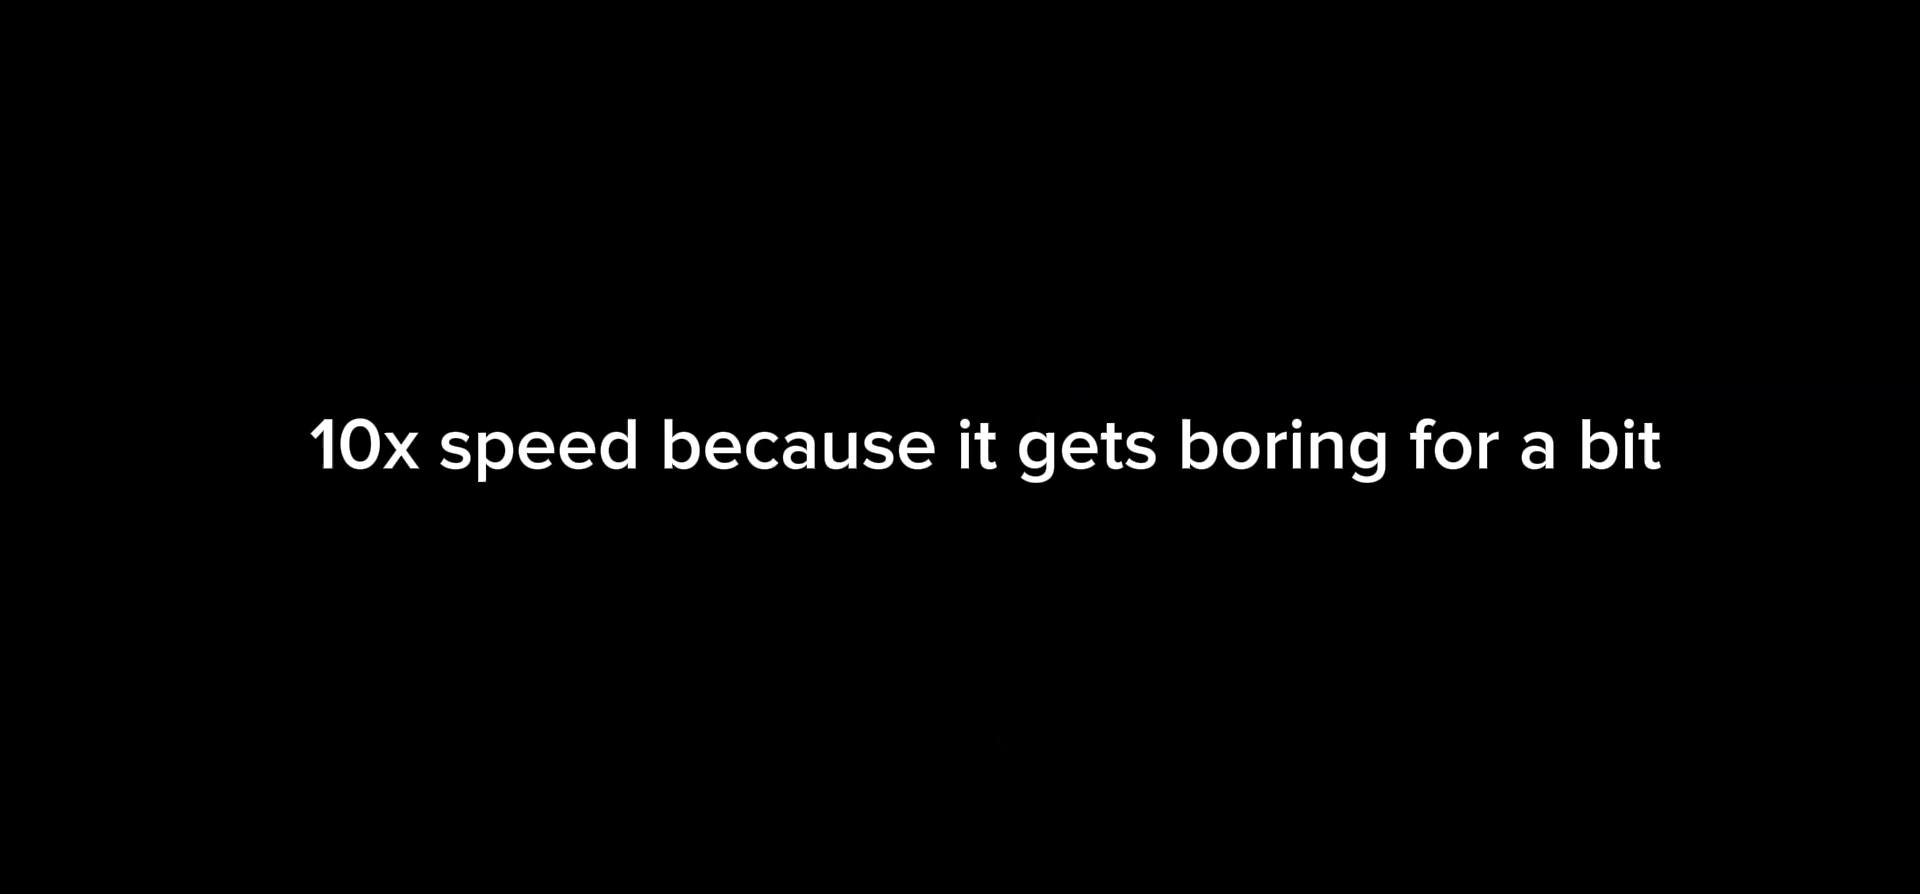 10x speed because it gets boring for a bit